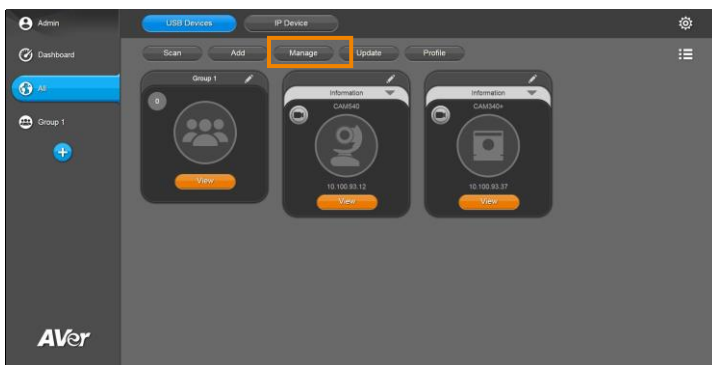 Admin
USB Devices
IP Device
Dashboard
Scan
Add
Manage
Update
Profile
All
Group 1
Information
Information
0
CAM540
CAM340+
Group 1
View
10.100.93.12
10.100.93.37
View
View
AVer